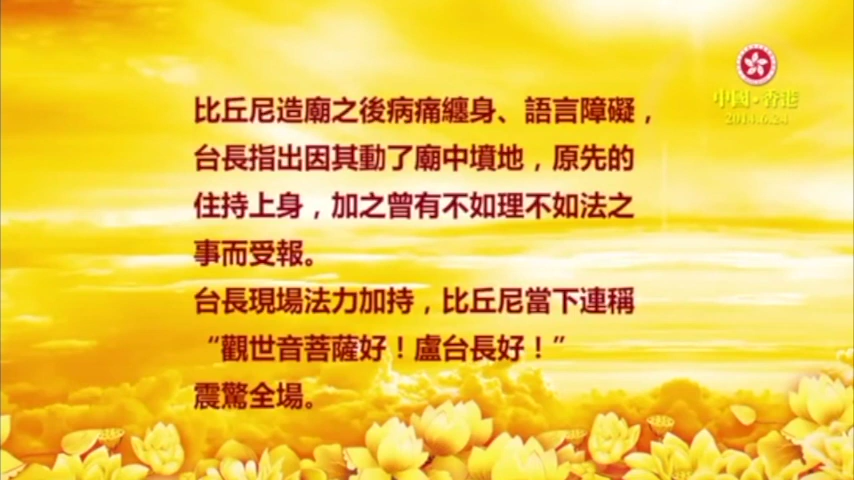 比丘尼造廟之後病痛纏身、語言障礙，
台長指出因其動了廟中墳地，原先的
住持上身，加之曾有不如理不如法之
事而受報。
台長現場法力加持，比丘尼當下連稱
“觀世音菩薩好！盧台長好！”
震驚全場。
中國·香港
2014.6.24